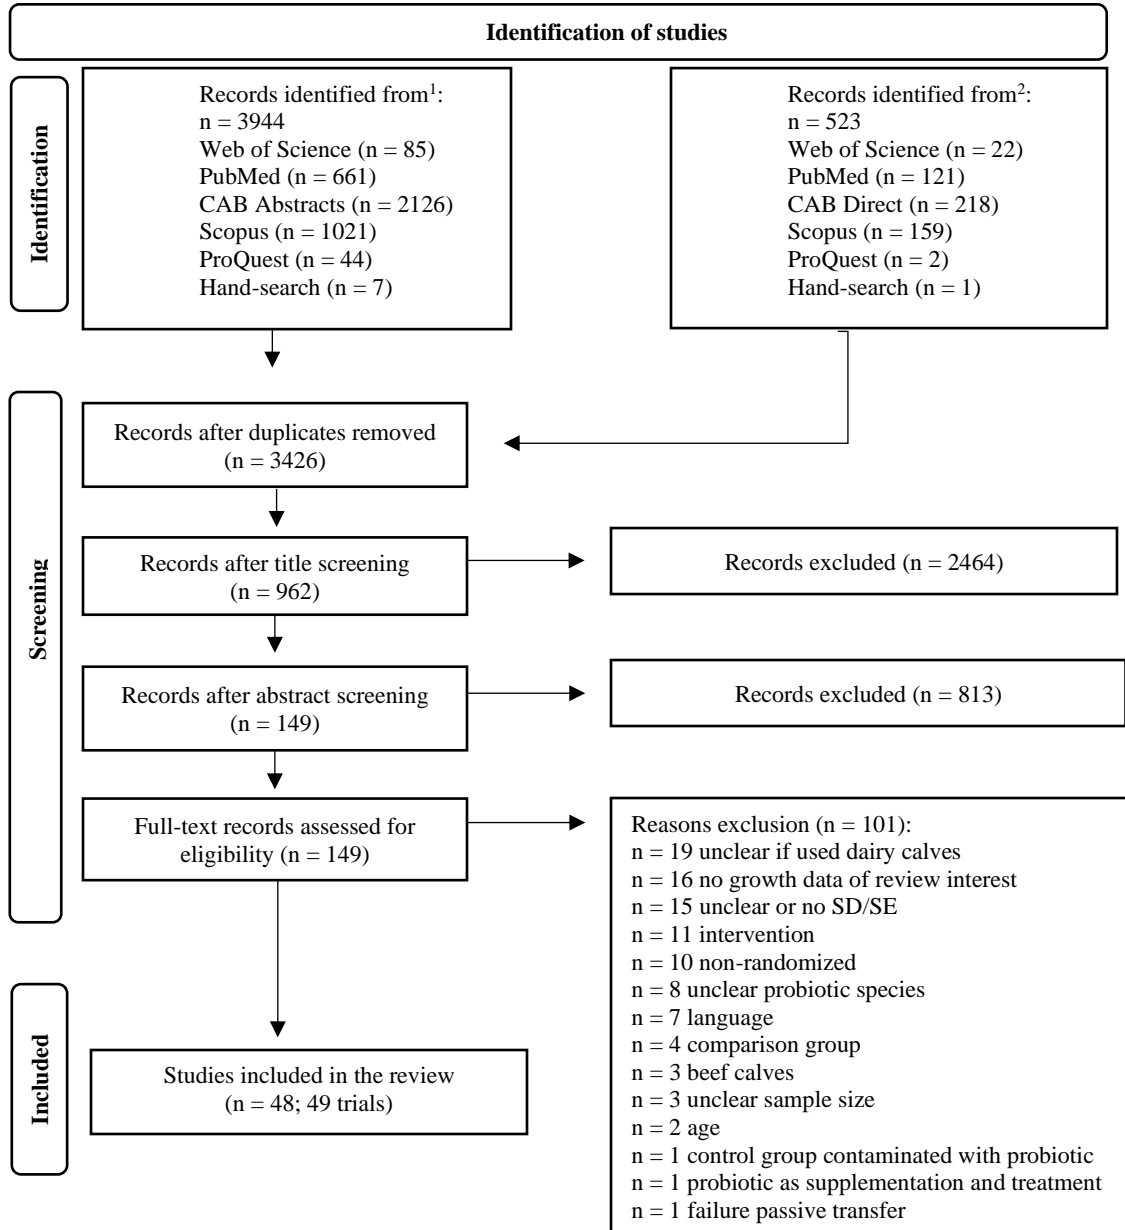 Identification of studies
Identification
Records identified from¹:
n = 3944
Web of Science (n = 85)
PubMed (n = 661)
CAB Abstracts (n = 2126)
Scopus (n = 1021)
ProQuest (n = 44)
Hand-search (n = 7)
Records identified from²:
n = 523
Web of Science (n = 22)
PubMed (n = 121)
CAB Direct (n = 218)
Scopus (n = 159)
ProQuest (n = 2)
Hand-search (n = 1)
Screening
Records after duplicates removed
(n = 3426)
Records after title screening
(n = 962)
Records excluded (n = 2464)
Records after abstract screening
(n = 149)
Records excluded (n = 813)
Full-text records assessed for
eligibility (n = 149)
Reasons exclusion (n = 101):
n = 19 unclear if used dairy calves
n = 16 no growth data of review interest
n = 15 unclear or no SD/SE
n = 11 intervention
n = 10 non-randomized
n = 8 unclear probiotic species
n = 7 language
n = 4 comparison group
n = 3 beef calves
n = 3 unclear sample size
n = 2 age
n = 1 control group contaminated with probiotic
n = 1 probiotic as supplementation and treatment
n = 1 failure passive transfer
Included
Studies included in the review
(n = 48; 49 trials)